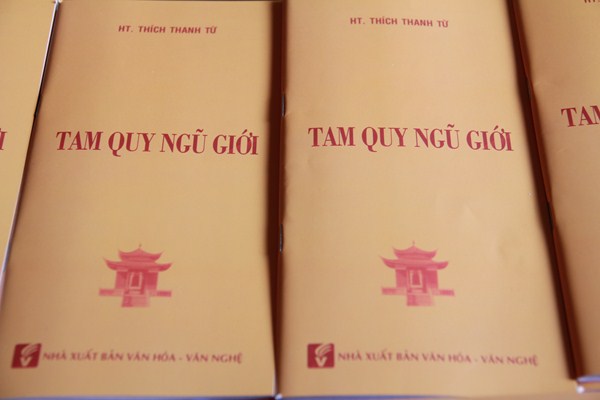 HT. THÍCH THANH TỪ
TAM QUY NGŨ GIỚI
NHÀ XUẤT BẢN VĂN HÓA - VĂN NGHỆ
HT. THÍCH THANH TỪ
TAM QUY NGŨ GIỚI
NHÀ XUẤT BẢN VĂN HÓA - VĂN NGHỆ
TAM